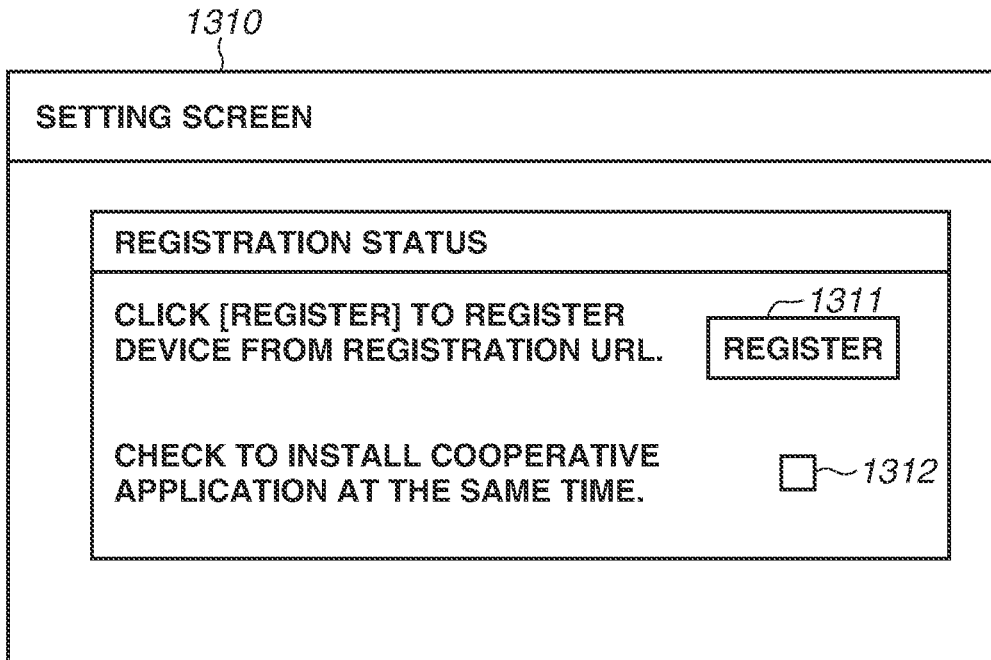 1310
SETTING SCREEN
REGISTRATION STATUS
CLICK [REGISTER] TO REGISTER
DEVICE FROM REGISTRATION URL.
1311
REGISTER
CHECK TO INSTALL COOPERATIVE
APPLICATION AT THE SAME TIME.
1312